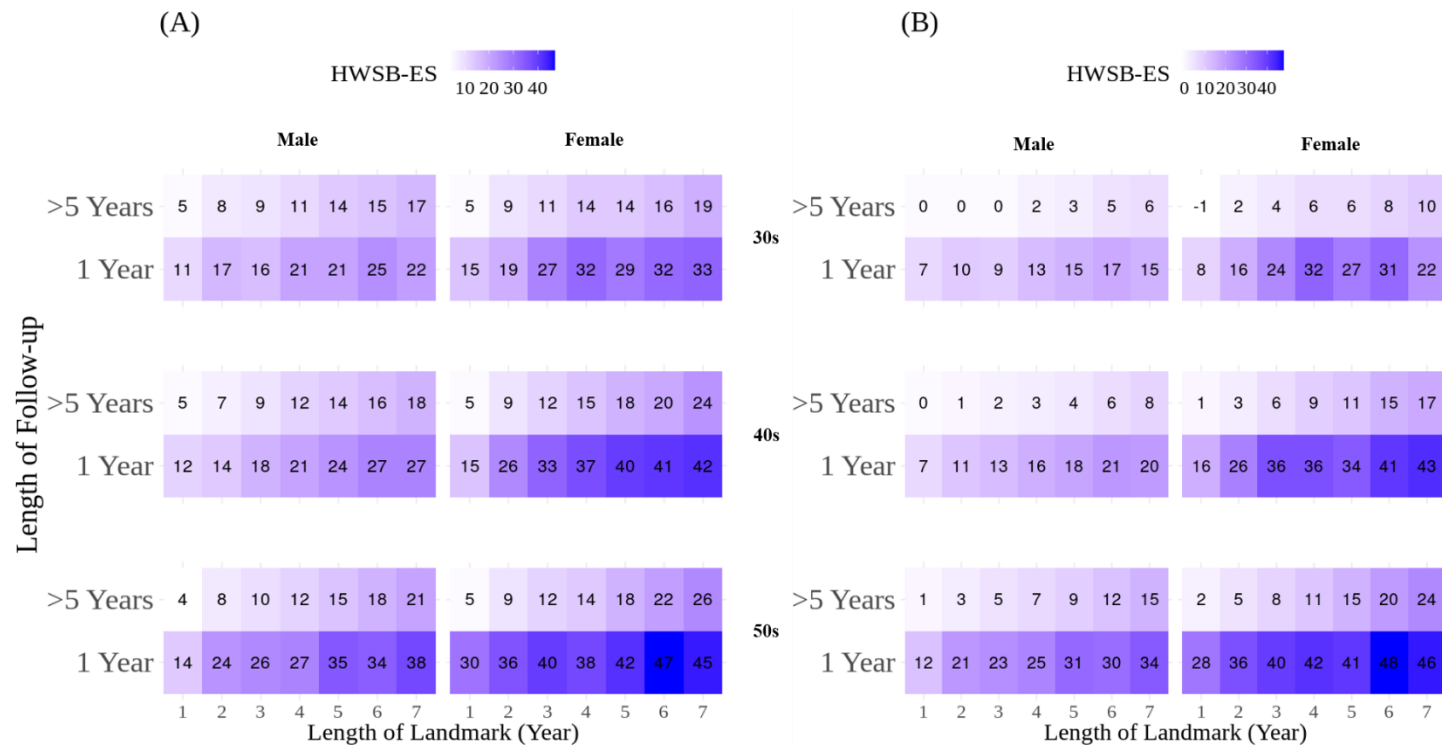 (A) (B)
HWSB-ES 10 20 30 40 HWSB-ES 0 10 20 30 40
Male Female Male Female
>5 Years 5 8 9 11 14 15 17 5 9 11 14 14 16 19 >5 Years 0 0 0 2 3 5 6 -1 2 4 6 6 8 10
30s
1 Year 11 17 16 21 21 25 22 15 19 27 32 29 32 33 1 Year 7 10 9 13 15 17 15 8 16 24 32 27 31 22
Length of Follow-up
>5 Years 5 7 9 12 14 16 18 5 9 12 15 18 20 24 >5 Years 0 1 2 3 4 6 8 1 3 6 9 11 15 17
40s
1 Year 12 14 18 21 24 27 27 15 26 33 37 40 41 42 1 Year 7 11 13 16 18 21 20 16 26 36 36 34 41 43
>5 Years 4 8 10 12 15 18 21 5 9 12 14 18 22 26 >5 Years 1 3 5 7 9 12 15 2 5 8 11 15 20 24
50s
1 Year 14 24 26 27 35 34 38 30 36 40 38 42 47 45 1 Year 12 21 23 25 31 30 34 28 36 40 42 41 48 46
1 2 3 4 5 6 7 1 2 3 4 5 6 7 1 2 3 4 5 6 7 1 2 3 4 5 6 7
Length of Landmark (Year) Length of Landmark (Year)